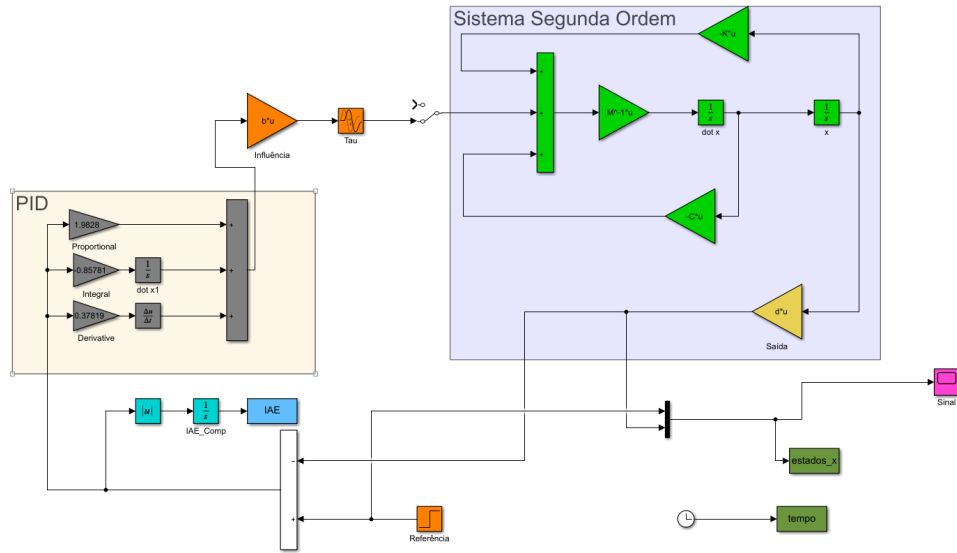 Sistema Segunda Ordem
-K*u
+
+
+
M^-1*u
1
s
dot x
1
s
x
b*u
Influência
Tau
-C*u
PID
1.9828
Proportional
-0.85781
Integral
1
s
dot x1
0.37819
Derivative
Δu
Δt
+
+
+
d*u
Saída
|u|
1
s
IAE_Comp
IAE
Sinal
−
estados_x
+
Referência
tempo